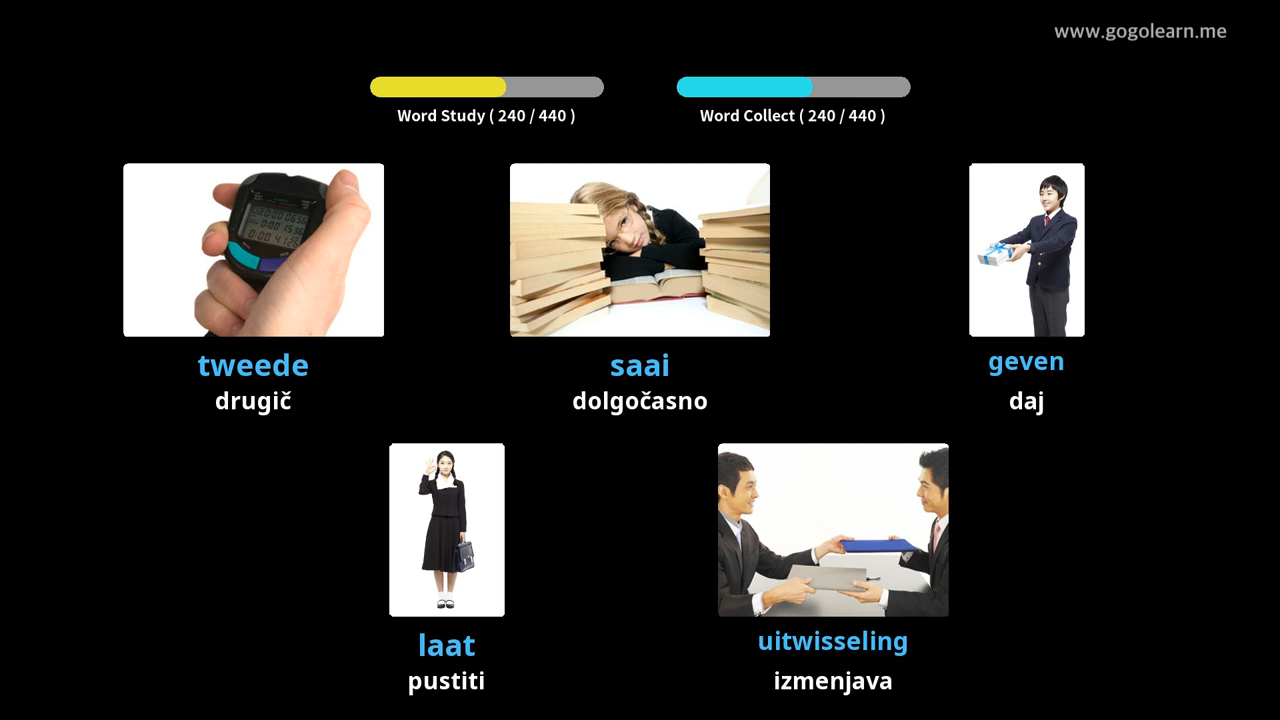 www.gogolearn.me
Word Study ( 240 / 440 )
Word Collect ( 240 / 440 )
tweede
drugič
saai
dolgočasno
geven
daj
laat
pustiti
uitwisseling
izmenjava